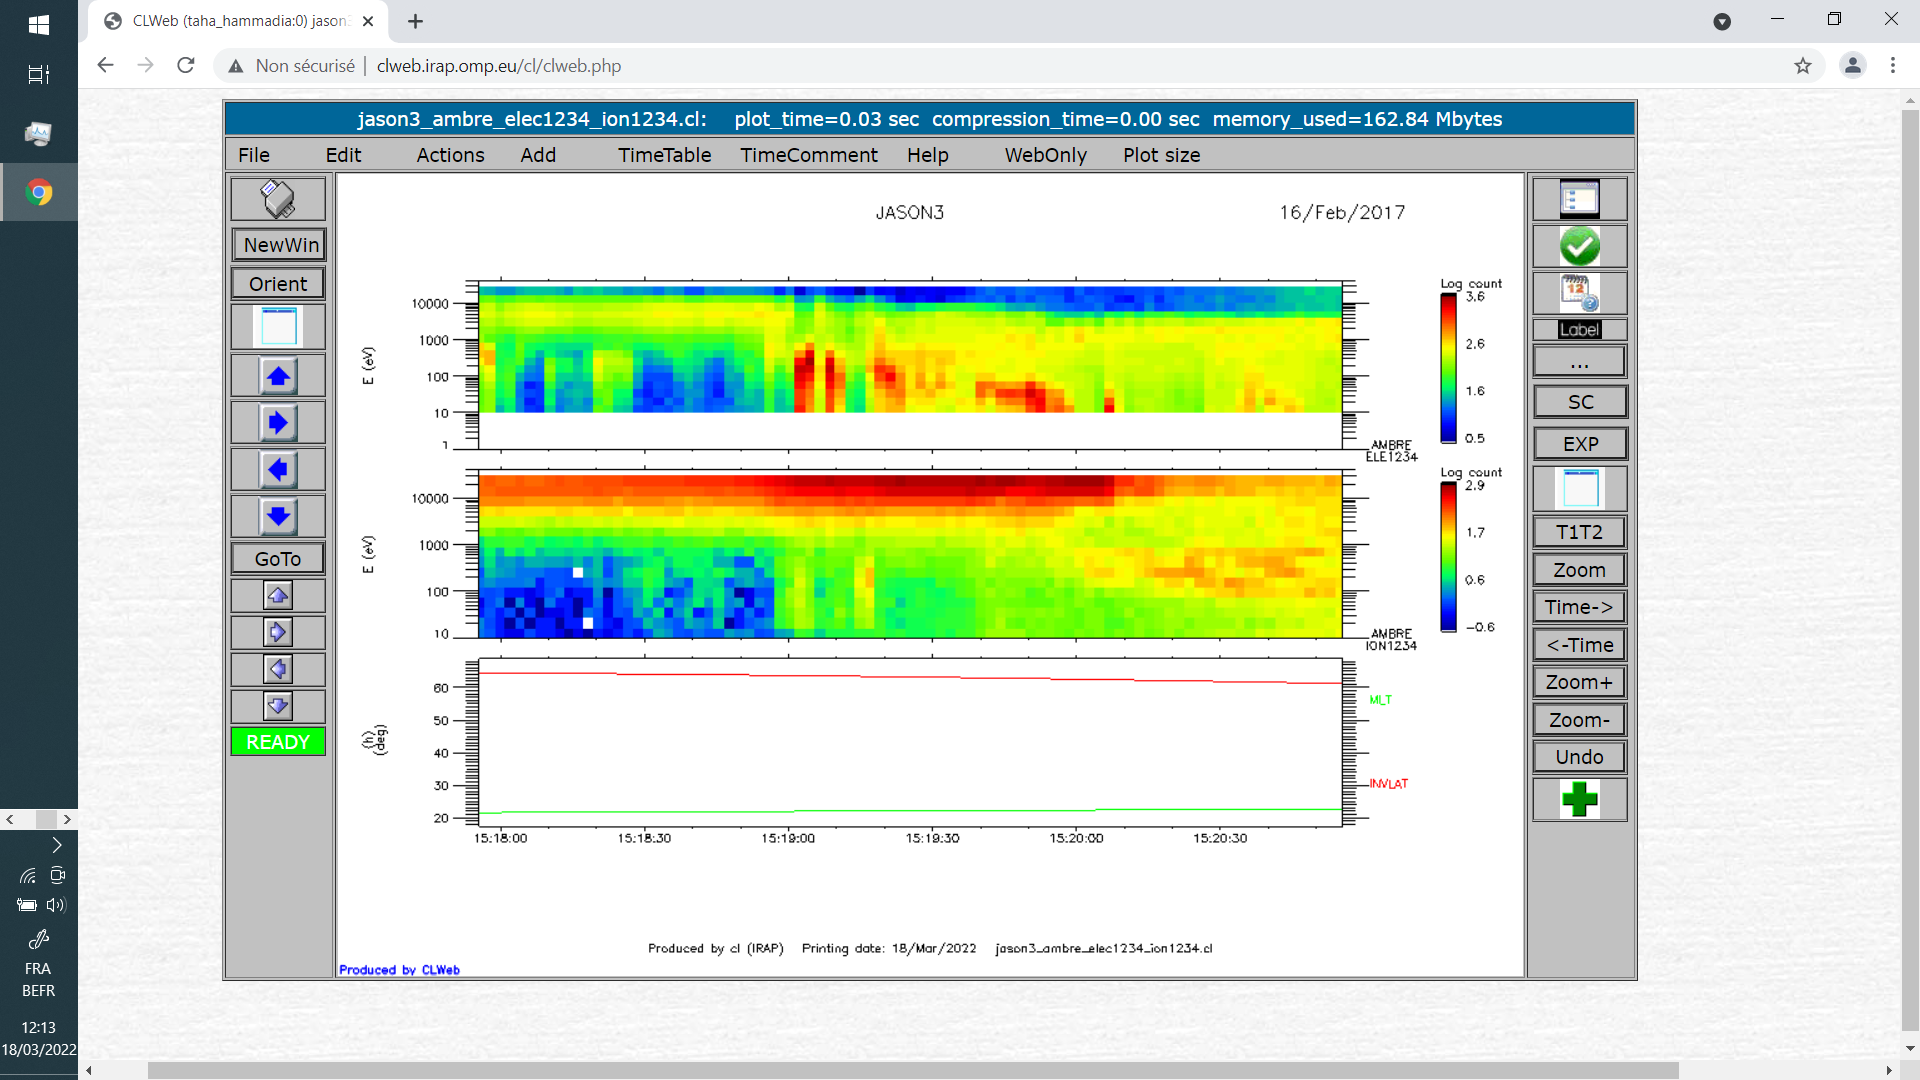 CLWeb (taha_hammadia:0) jason3
Non sécurisé | clweb.irap.omp.eu/cl/clweb.php
jason3_ambre_elec1234_ion1234.cl: plot_time=0.03 sec compression_time=0.00 sec memory_used=162.84 Mbytes
File Edit Actions Add TimeTable TimeComment Help WebOnly Plot size
NewWin
Orient
GoTo
READY
JASON3 16/Feb/2017
E (eV)
10000
1000
100
10
1
Log count
3.6
2.6
1.6
0.5
AMBRE
ELE1234
E (eV)
10000
1000
100
10
Log count
2.9
1.7
0.6
-0.6
AMBRE
ION1234
(h)
(deg)
60
50
40
30
20
MLT
INVLAT
15:18:00 15:18:30 15:19:00 15:19:30 15:20:00 15:20:30
Produced by cl (IRAP) Printing date: 18/Mar/2022 jason3_ambre_elec1234_ion1234.cl
Produced by CLWeb
12
Label
...
SC
EXP
T1T2
Zoom
Time->
<-Time
Zoom+
Zoom-
Undo
FRA
BEFR
12:13
18/03/2022